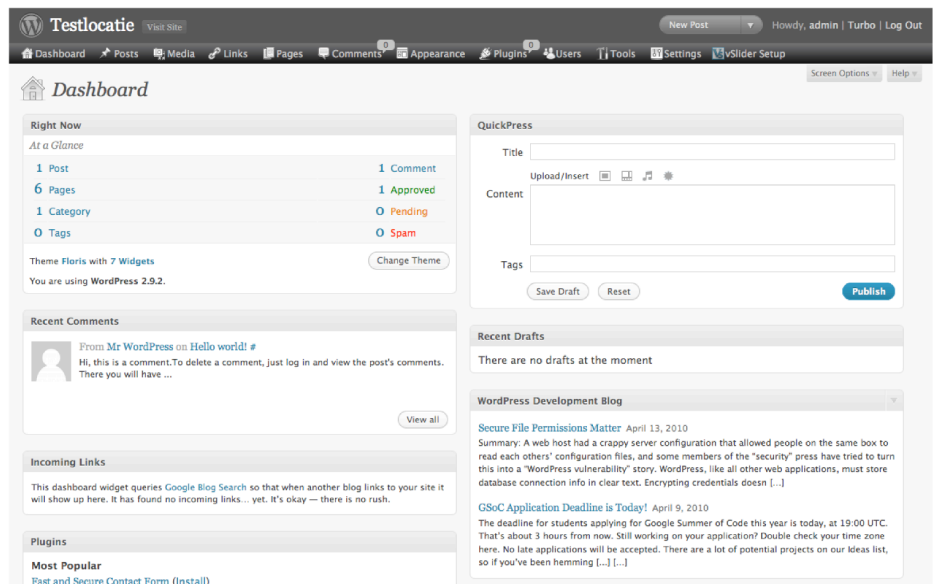 Testlocatie Visit Site New Post Howdy, admin | Turbo | Log Out
Dashboard Posts Media Links Pages Comments 0 Appearance Plugins 0 Users Tools Settings vSlider Setup
Screen Options Help
Dashboard
Right Now
At a Glance
1 Post 1 Comment
6 Pages 1 Approved
1 Category 0 Pending
0 Tags 0 Spam
Theme Floris with 7 Widgets Change Theme
You are using WordPress 2.9.2.
Recent Comments
From Mr WordPress on Hello world! #
Hi, this is a comment.To delete a comment, just log in and view the post's comments.
There you will have ...
View all
Incoming Links
This dashboard widget queries Google Blog Search so that when another blog links to your site it
will show up here. It has found no incoming links... yet. It's okay — there is no rush.
Plugins
Most Popular
Fast and Secure Contact Form (Install)
QuickPress
Title
Upload/Insert
Content
Tags
Save Draft Reset Publish
Recent Drafts
There are no drafts at the moment
WordPress Development Blog
Secure File Permissions Matter April 13, 2010
Summary: A web host had a crappy server configuration that allowed people on the same box to
read each others' configuration files, and some members of the "security" press have tried to turn
this into a "WordPress vulnerability" story. WordPress, like all other web applications, must store
database connection info in clear text. Encrypting credentials doesn [...]
GSoC Application Deadline is Today! April 9, 2010
The deadline for students applying for Google Summer of Code this year is today, at 19:00 UTC.
That's about 3 hours from now. Still working on your application? Double check your time zone
here. No late applications will be accepted. There are a lot of potential projects on our Ideas list,
so if you've been hemming [...] [...]